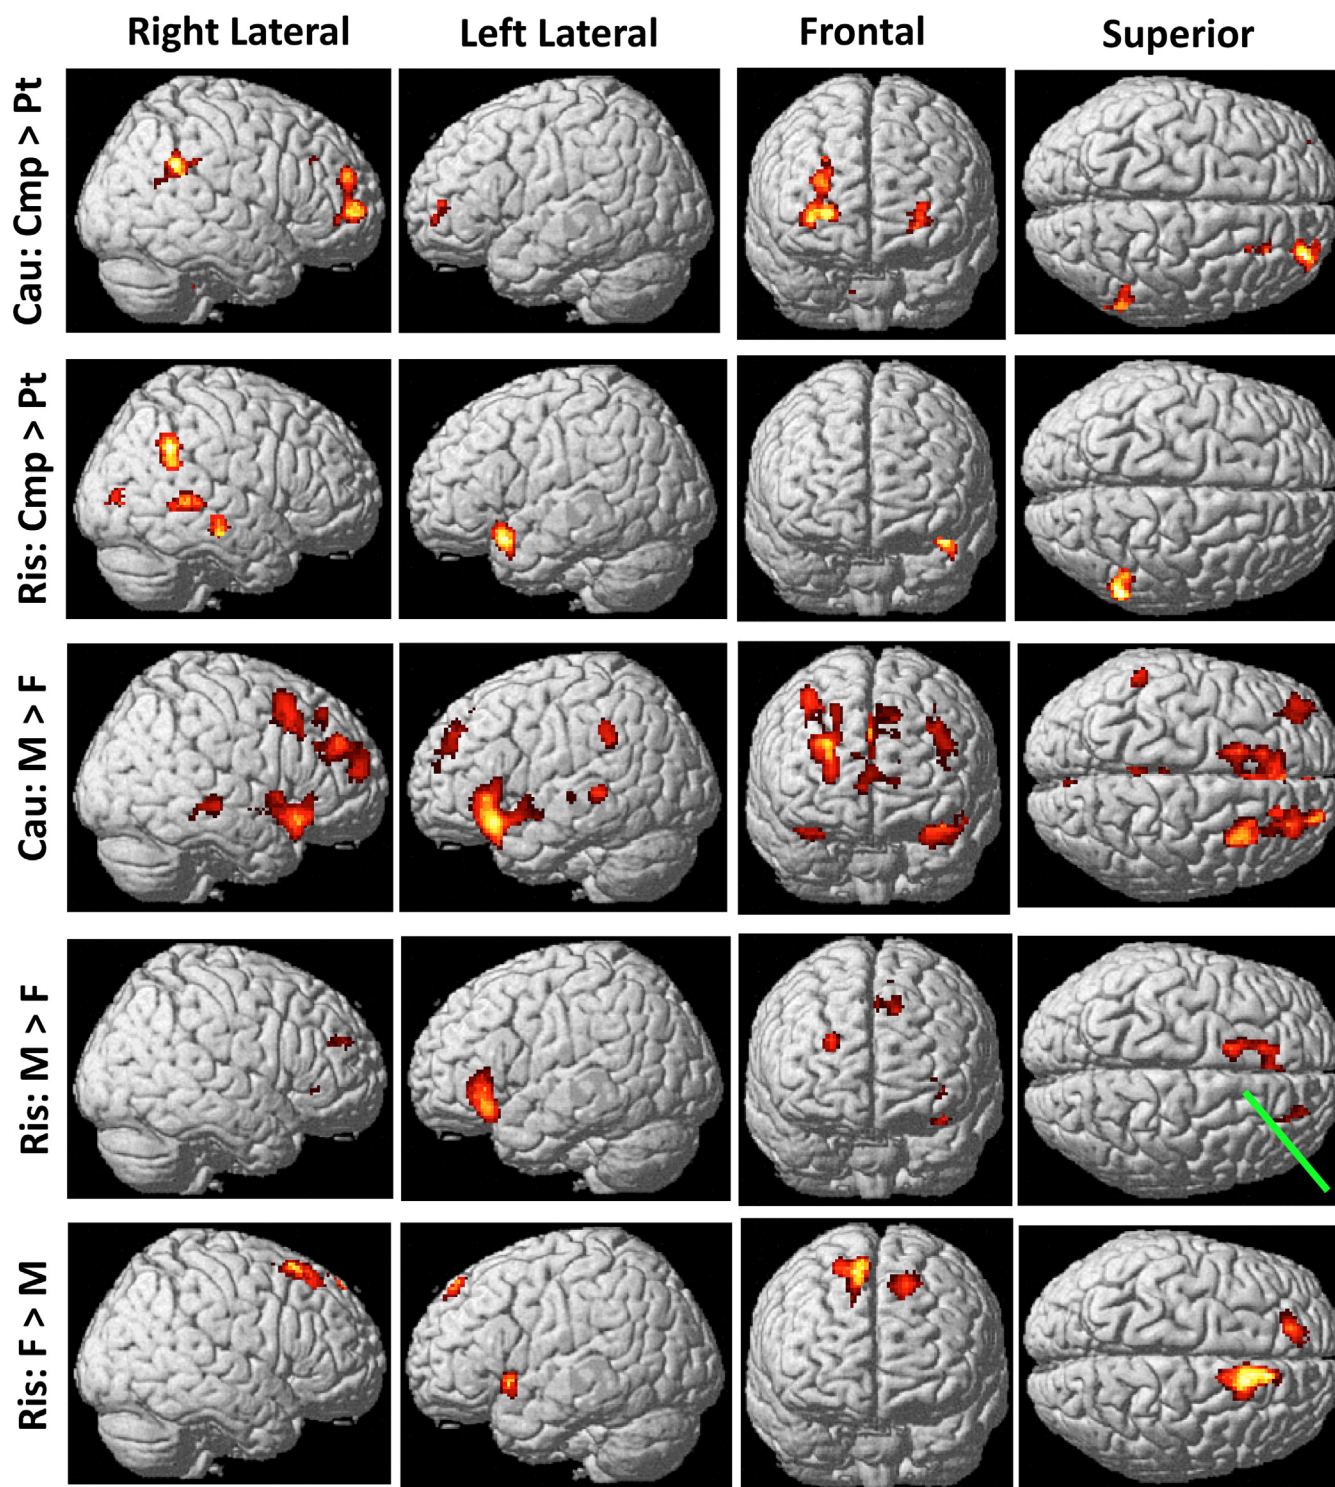 Right Lateral
Left Lateral
Frontal
Superior
Cau: Cmp > Pt
Ris: Cmp > Pt
Cau: M > F
Ris: M > F
Ris: F > M